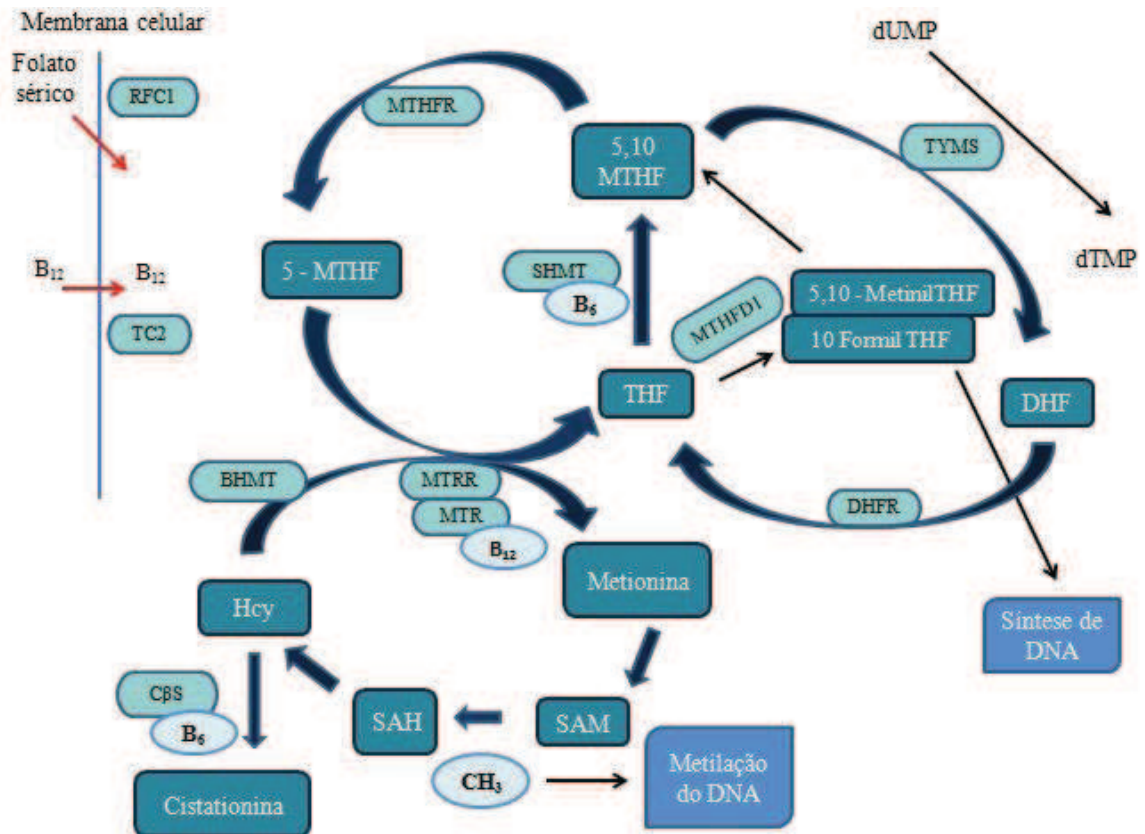 Membrana celular
Folato
sérico
RFC1
B₁₂
B₁₂
TC2
MTHFR
5,10
MTHF
dUMP
TYMS
dTMP
5 - MTHF
SHMT
B₆
MTHFD1
5,10 - MetinilTHF
10 Formil THF
THF
DHF
BHMT
MTRR
MTR
B₁₂
DHFR
Hcy
Metionina
Síntese de
DNA
CβS
B₆
SAH
SAM
CH₃
Metilação
do DNA
Cistationina